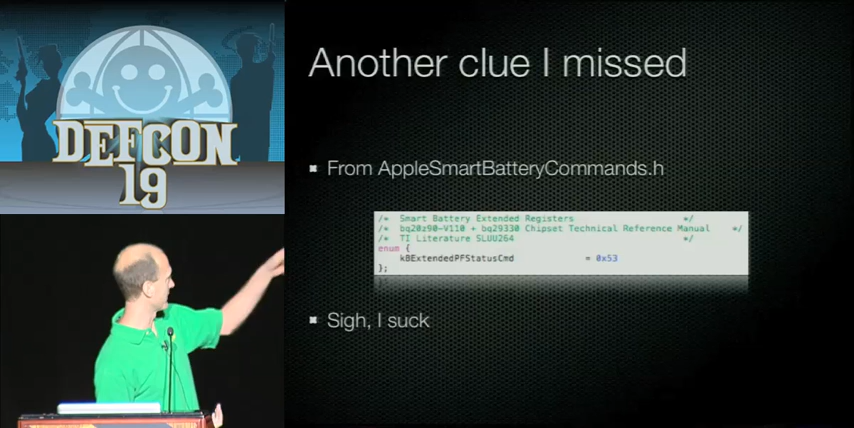 DEFCON
19
Another clue I missed
From AppleSmartBatteryCommands.h
/* Smart Battery Extended Registers */
/* bq20z90-V110 + bq29330 Chipset Technical Reference Manual */
/* TI Literature SLUU264 */
enum {
kBExtendedPFStatusCmd = 0x53
};
Sigh, I suck